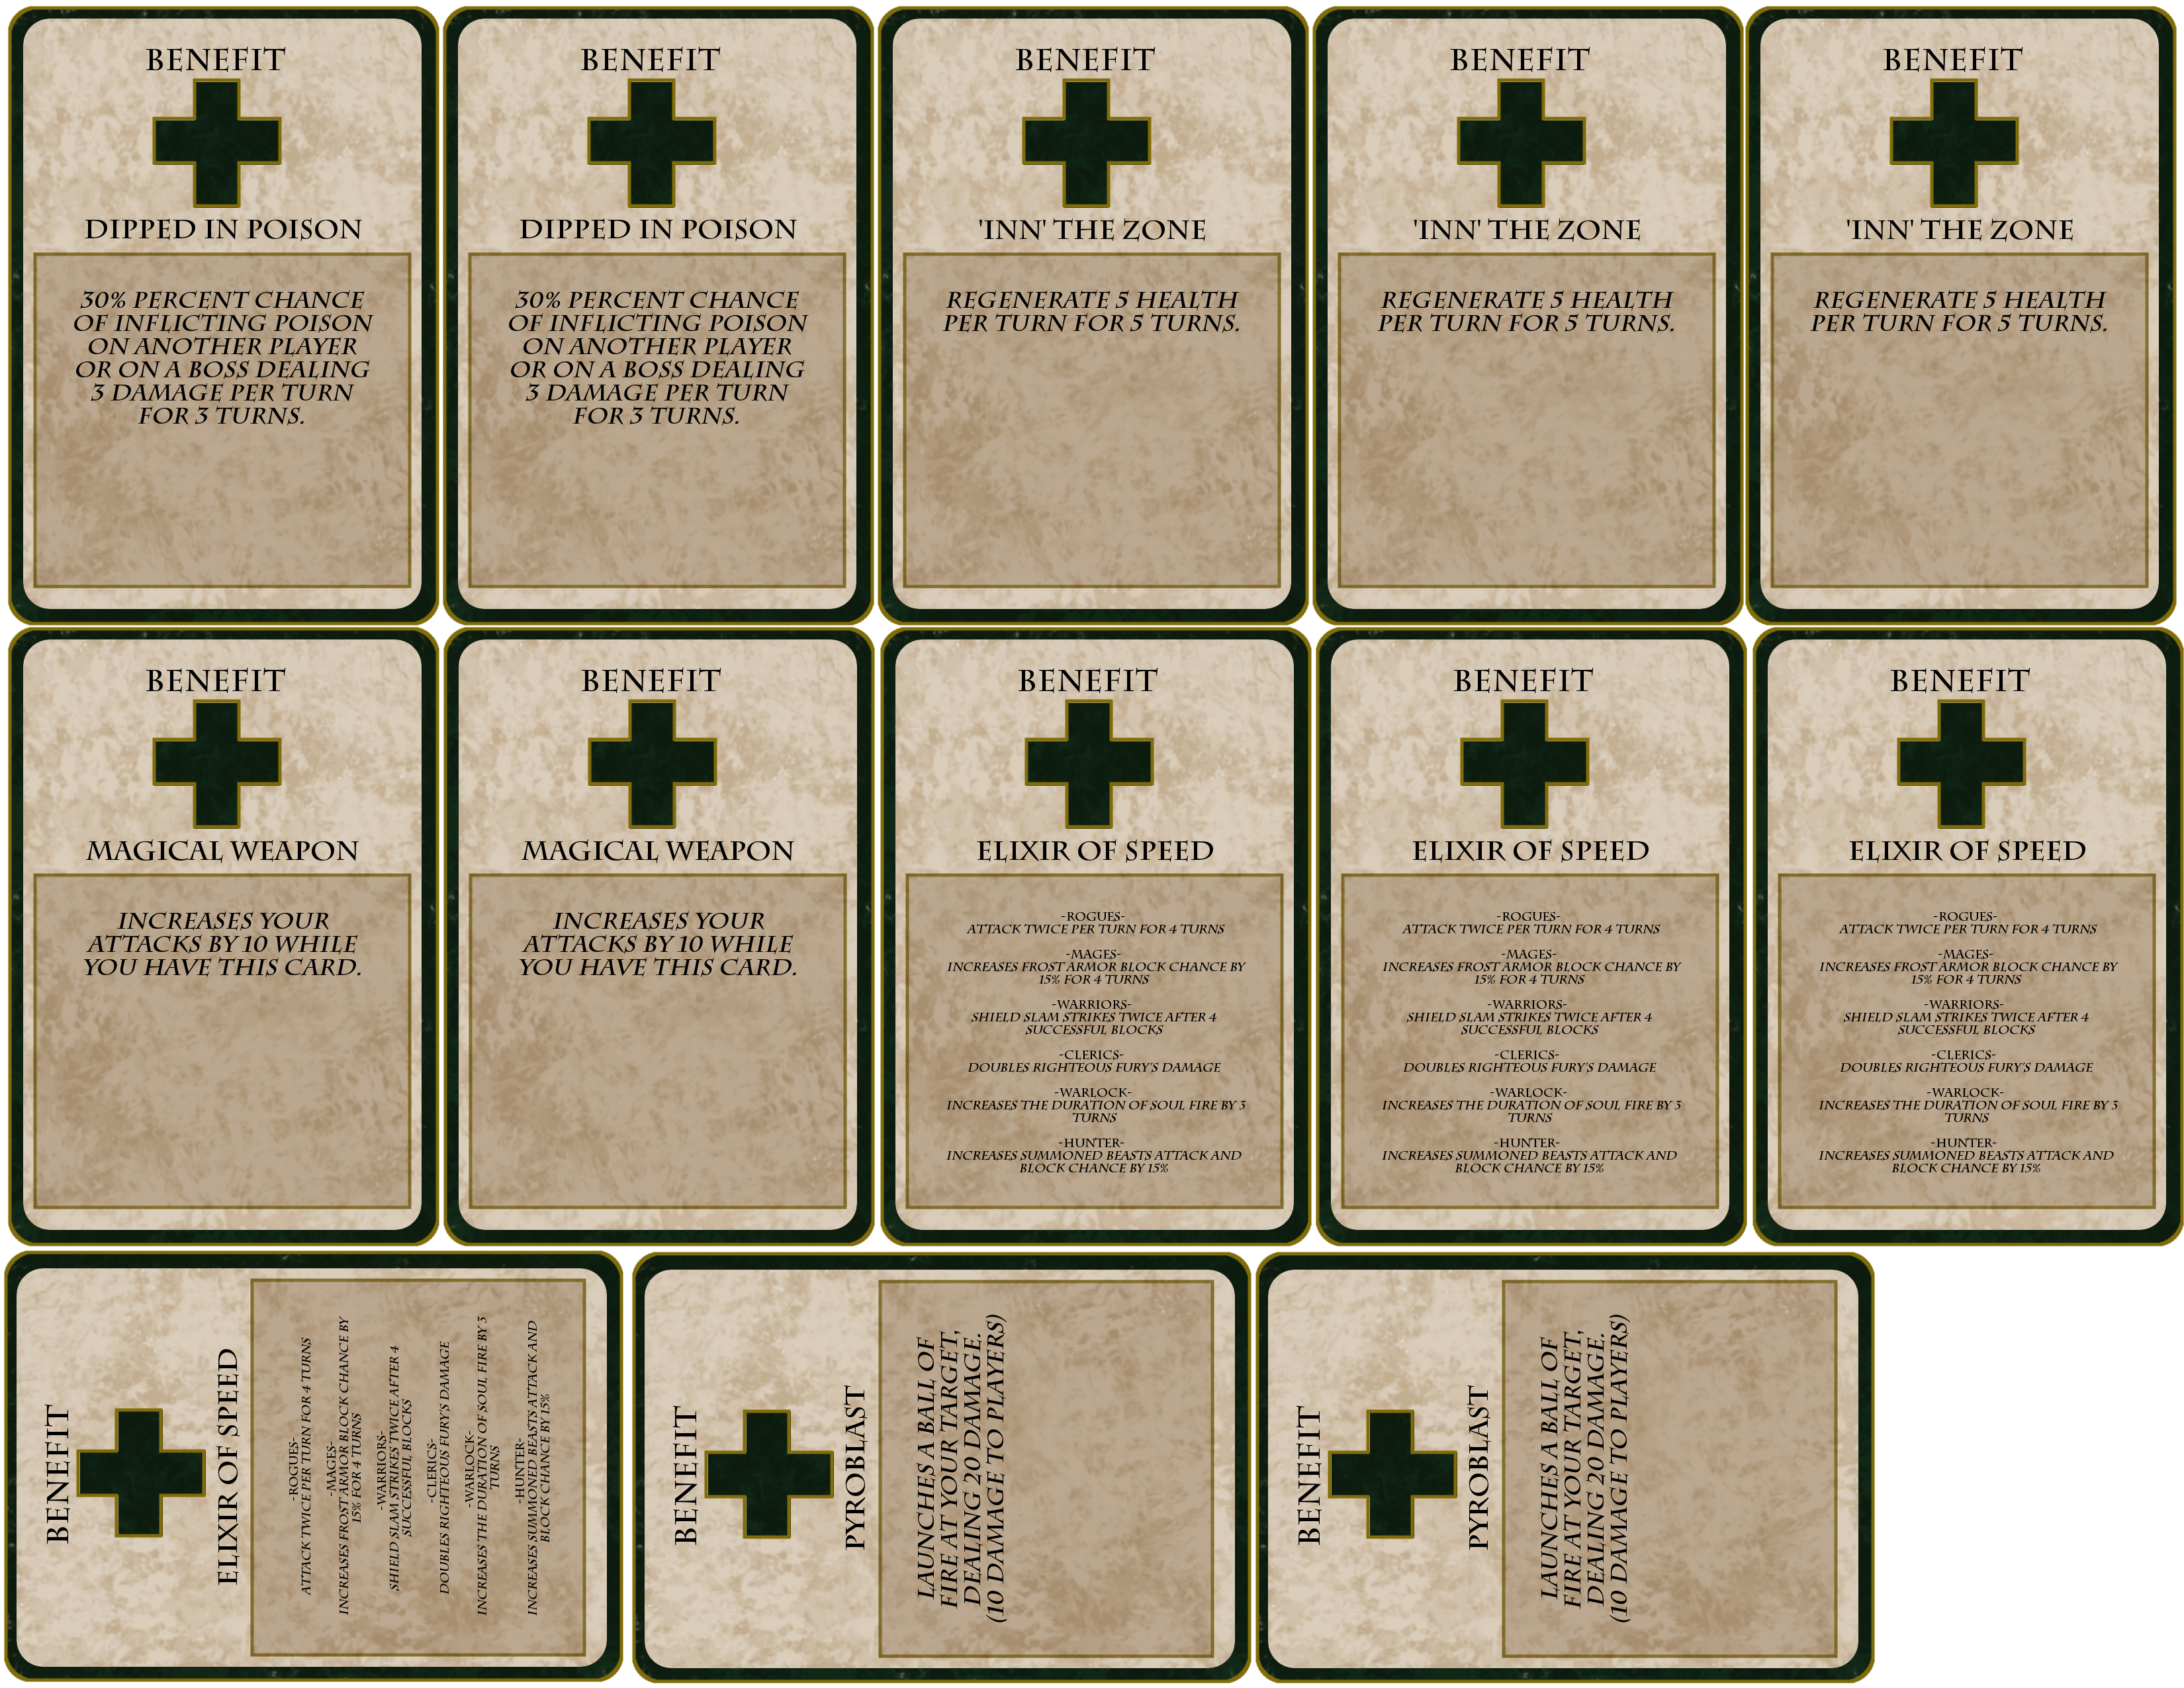 BENEFIT
DIPPED IN POISON
30% PERCENT CHANCE
OF INFLICTING POISON
ON ANOTHER PLAYER
OR ON A BOSS DEALING
3 DAMAGE PER TURN
FOR 3 TURNS.
BENEFIT
DIPPED IN POISON
30% PERCENT CHANCE
OF INFLICTING POISON
ON ANOTHER PLAYER
OR ON A BOSS DEALING
3 DAMAGE PER TURN
FOR 3 TURNS.
BENEFIT
'INN' THE ZONE
REGENERATE 5 HEALTH
PER TURN FOR 5 TURNS.
BENEFIT
'INN' THE ZONE
REGENERATE 5 HEALTH
PER TURN FOR 5 TURNS.
BENEFIT
'INN' THE ZONE
REGENERATE 5 HEALTH
PER TURN FOR 5 TURNS.
BENEFIT
MAGICAL WEAPON
INCREASES YOUR
ATTACKS BY 10 WHILE
YOU HAVE THIS CARD.
BENEFIT
MAGICAL WEAPON
INCREASES YOUR
ATTACKS BY 10 WHILE
YOU HAVE THIS CARD.
BENEFIT
ELIXIR OF SPEED
-ROGUES-
ATTACK TWICE PER TURN FOR 4 TURNS
-MAGES-
INCREASES FROST ARMOR BLOCK CHANCE BY
15% FOR 4 TURNS
-WARRIORS-
SHIELD SLAM STRIKES TWICE AFTER 4
SUCCESSFUL BLOCKS
-CLERICS-
DOUBLES RIGHTEOUS FURY'S DAMAGE
-WARLOCK-
INCREASES THE DURATION OF SOUL FIRE BY 3
TURNS
-HUNTER-
INCREASES SUMMONED BEASTS ATTACK AND
BLOCK CHANCE BY 15%
BENEFIT
ELIXIR OF SPEED
-ROGUES-
ATTACK TWICE PER TURN FOR 4 TURNS
-MAGES-
INCREASES FROST ARMOR BLOCK CHANCE BY
15% FOR 4 TURNS
-WARRIORS-
SHIELD SLAM STRIKES TWICE AFTER 4
SUCCESSFUL BLOCKS
-CLERICS-
DOUBLES RIGHTEOUS FURY'S DAMAGE
-WARLOCK-
INCREASES THE DURATION OF SOUL FIRE BY 3
TURNS
-HUNTER-
INCREASES SUMMONED BEASTS ATTACK AND
BLOCK CHANCE BY 15%
BENEFIT
ELIXIR OF SPEED
-ROGUES-
ATTACK TWICE PER TURN FOR 4 TURNS
-MAGES-
INCREASES FROST ARMOR BLOCK CHANCE BY
15% FOR 4 TURNS
-WARRIORS-
SHIELD SLAM STRIKES TWICE AFTER 4
SUCCESSFUL BLOCKS
-CLERICS-
DOUBLES RIGHTEOUS FURY'S DAMAGE
-WARLOCK-
INCREASES THE DURATION OF SOUL FIRE BY 3
TURNS
-HUNTER-
INCREASES SUMMONED BEASTS ATTACK AND
BLOCK CHANCE BY 15%
BENEFIT
ELIXIR OF SPEED
-ROGUES-
ATTACK TWICE PER TURN FOR 4 TURNS
-MAGES-
INCREASES FROST ARMOR BLOCK CHANCE BY
15% FOR 4 TURNS
-WARRIORS-
SHIELD SLAM STRIKES TWICE AFTER 4
SUCCESSFUL BLOCKS
-CLERICS-
DOUBLES RIGHTEOUS FURY'S DAMAGE
-WARLOCK-
INCREASES THE DURATION OF SOUL FIRE BY 3
TURNS
-HUNTER-
INCREASES SUMMONED BEASTS ATTACK AND
BLOCK CHANCE BY 15%
BENEFIT
PYROBLAST
LAUNCHES A BALL OF
FIRE AT YOUR TARGET,
DEALING 20 DAMAGE.
(10 DAMAGE TO PLAYERS)
BENEFIT
PYROBLAST
LAUNCHES A BALL OF
FIRE AT YOUR TARGET,
DEALING 20 DAMAGE.
(10 DAMAGE TO PLAYERS)